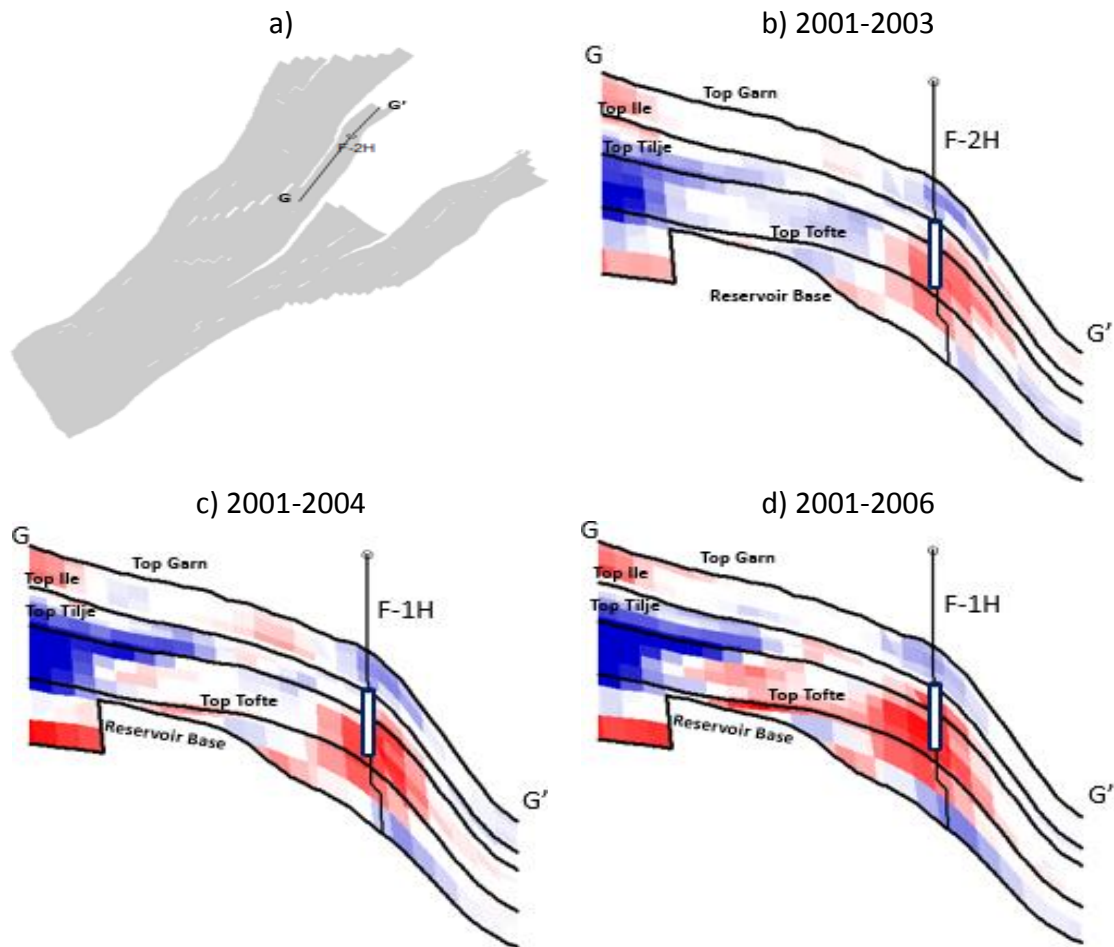 a)
G'
F-2H
G
b) 2001-2003
G
Top Garn
Top Ile
Top Tilje
F-2H
Top Tofte
Reservoir Base
G'
c) 2001-2004
G
Top Garn
Top Ile
Top Tilje
F-1H
Top Tofte
Reservoir Base
G'
d) 2001-2006
G
Top Garn
Top Ile
Top Tilje
F-1H
Top Tofte
Reservoir Base
G'